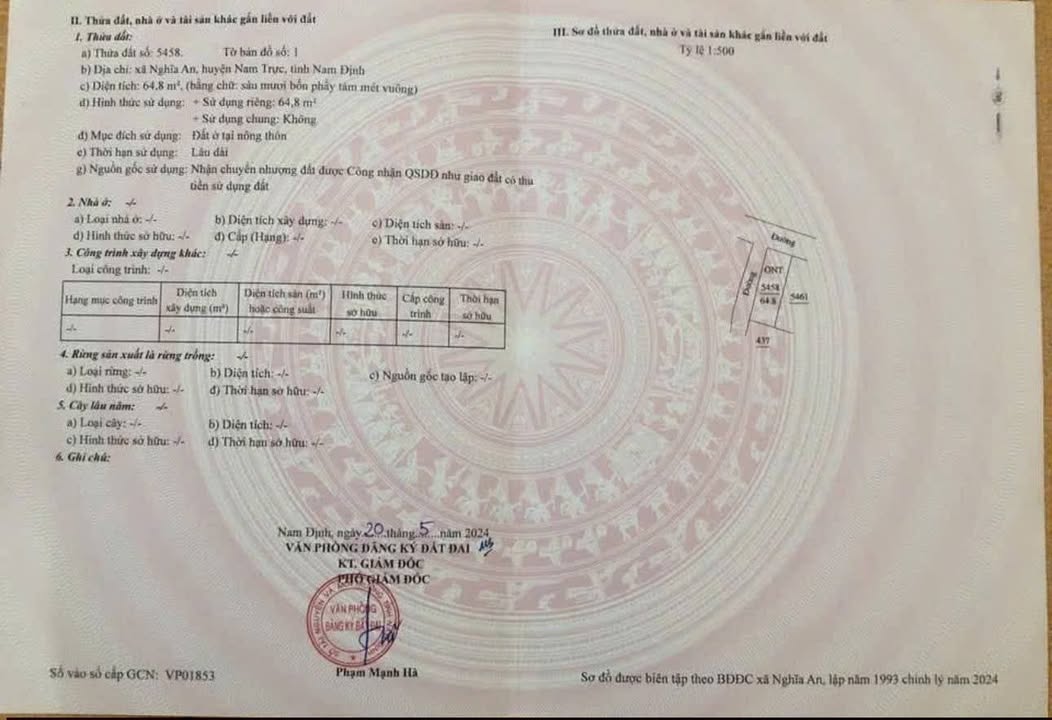 II. Thửa đất, nhà ở và tài sản khác gắn liền với đất
1. Thửa đất:
a) Thửa đất số: 5458. Tờ bản đồ số: 1
b) Địa chỉ: xã Nghĩa An, huyện Nam Trực, tỉnh Nam Định
c) Diện tích: 64,8 m², (bằng chữ: sáu mươi bốn phẩy tám mét vuông)
d) Hình thức sử dụng: + Sử dụng riêng: 64,8 m²
+ Sử dụng chung: Không
đ) Mục đích sử dụng: Đất ở tại nông thôn
e) Thời hạn sử dụng: Lâu dài
g) Nguồn gốc sử dụng: Nhận chuyển nhượng đất được Công nhận QSDĐ như giao đất có thu
tiền sử dụng đất
2. Nhà ở: -/-
a) Loại nhà ở: -/- b) Diện tích xây dựng: -/- c) Diện tích sàn: -/-
d) Hình thức sở hữu: -/- đ) Cấp (Hạng): -/- e) Thời hạn sở hữu: -/-
3. Công trình xây dựng khác: -/-
Loại công trình: -/-
Hạng mục công trình Diện tích xây dựng (m²) Diện tích sàn (m²) hoặc công suất Hình thức sở hữu Cấp công trình Thời hạn sở hữu
-/- -/- -/- -/- -/- -/-
4. Rừng sản xuất là rừng trồng: -/-
a) Loại rừng: -/- b) Diện tích: -/- c) Nguồn gốc tạo lập: -/-
d) Hình thức sở hữu: -/- đ) Thời hạn sở hữu: -/-
5. Cây lâu năm: -/-
a) Loại cây: -/- b) Diện tích: -/-
c) Hình thức sở hữu: -/- d) Thời hạn sở hữu: -/-
6. Ghi chú:
Nam Định, ngày 20 tháng 5 năm 2024
VĂN PHÒNG ĐĂNG KÝ ĐẤT ĐAI
KT. GIÁM ĐỐC
PHÓ GIÁM ĐỐC
VĂN PHÒNG
ĐĂNG KÝ ĐẤT ĐAI
Phạm Mạnh Hà
Số vào sổ cấp GCN: VP01853
III. Sơ đồ thửa đất, nhà ở và tài sản khác gắn liền với đất
Tỷ lệ 1:500
Đường
Đường
ONT
5458
64.8
5461
437
Sơ đồ được biên tập theo BĐĐC xã Nghĩa An, lập năm 1993 chỉnh lý năm 2024